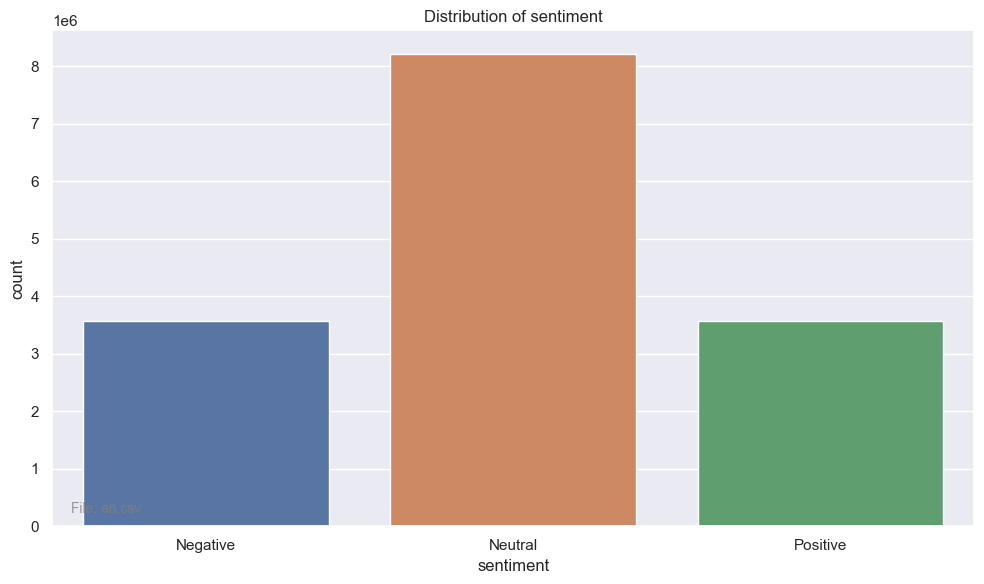 Distribution of sentiment
1e6
8
7
6
5
4
3
2
1
0
count
File: en.csv
Negative Neutral Positive
sentiment